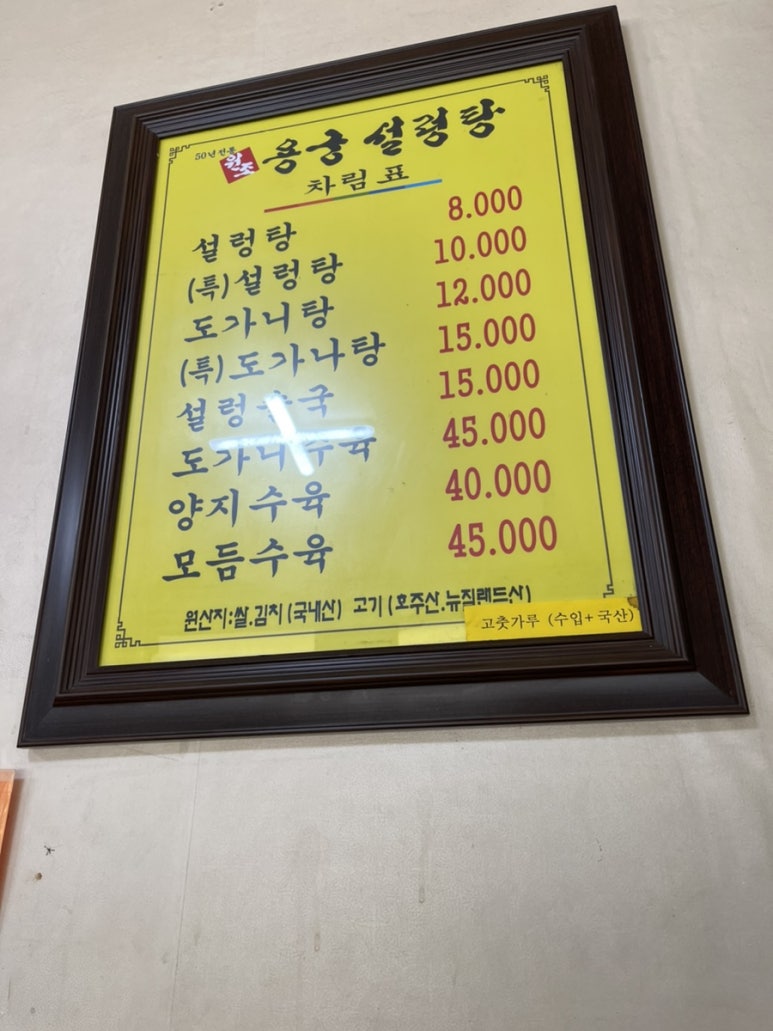 50년전통 원조 용궁 설렁탕
차림표
설렁탕 8.000
(특)설렁탕 10.000
도가니탕 12.000
(특)도가나탕 15.000
15.000
도가니수육 45.000
양지수육 40.000
모듬수육 45.000
원산지:쌀.김치(국내산) 고기(호주산.뉴질랜드산)
고춧가루 (수입+국산)